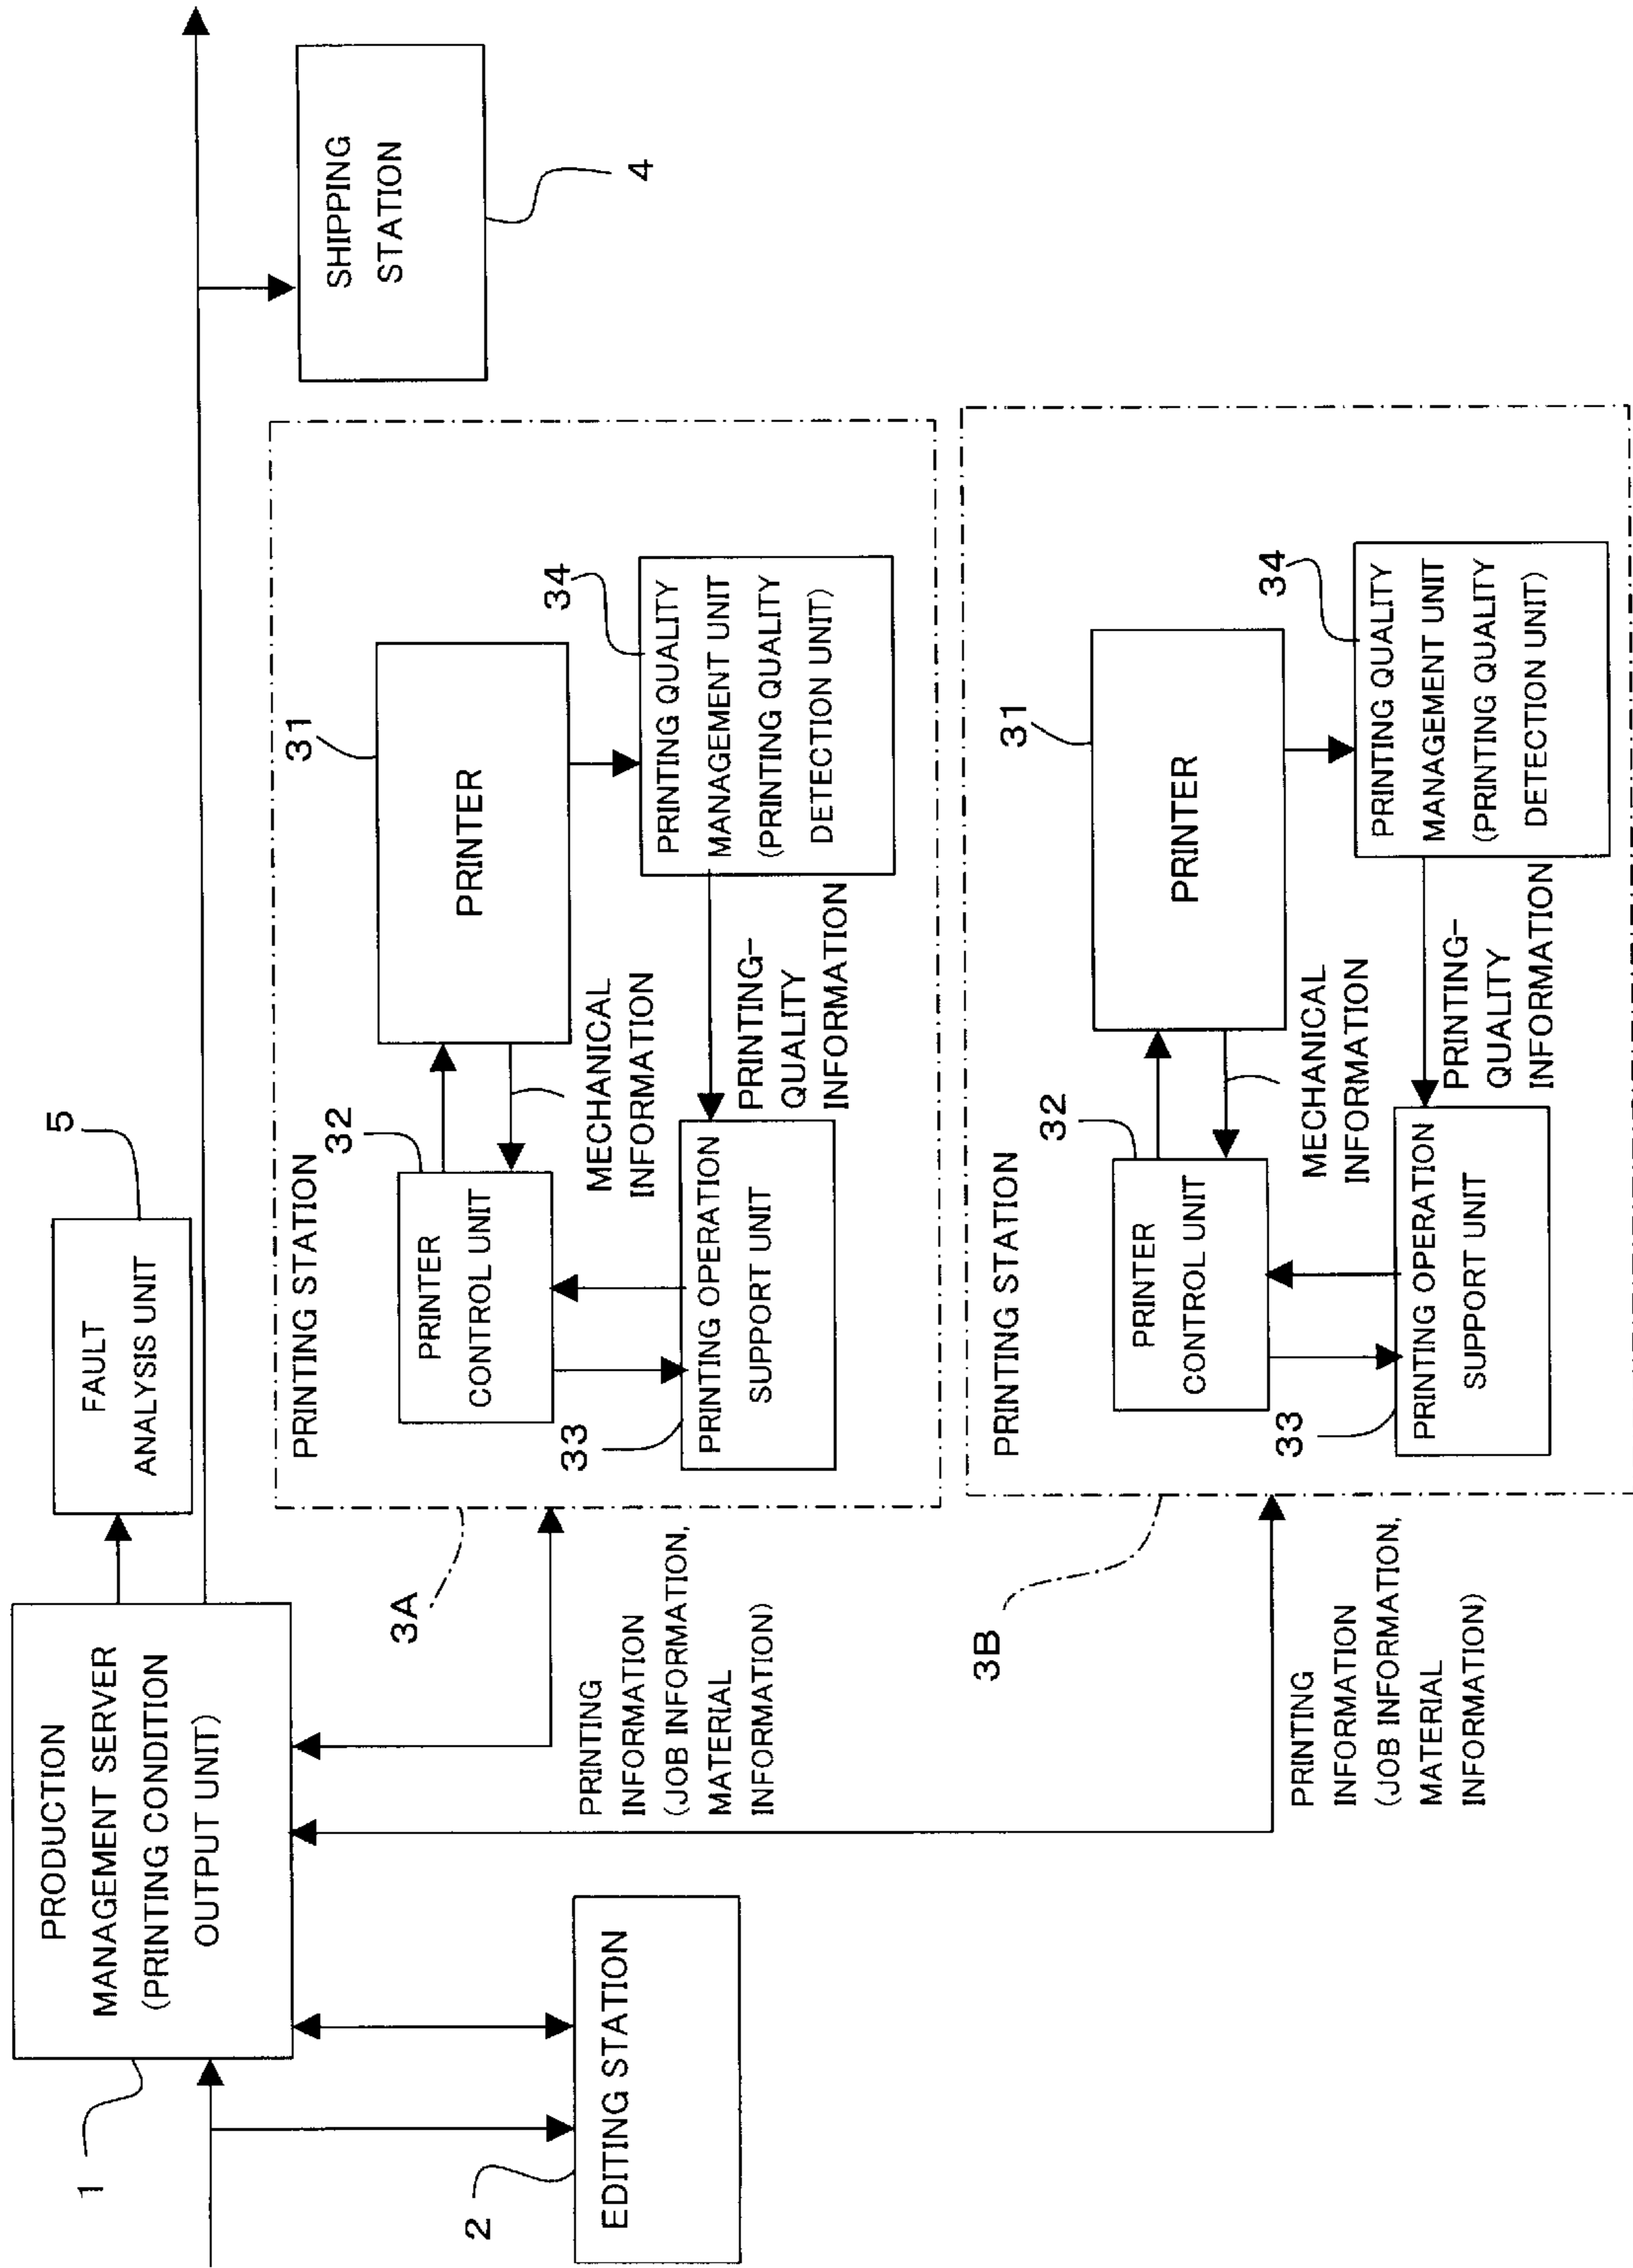 1
PRODUCTION
MANAGEMENT SERVER
(PRINTING CONDITION
OUTPUT UNIT)
5
FAULT
ANALYSIS UNIT
2
EDITING STATION
SHIPPING
STATION
4
3A
PRINTING
INFORMATION
(JOB INFORMATION,
MATERIAL
INFORMATION)
PRINTING STATION
32
PRINTER
CONTROL UNIT
31
PRINTER
MECHANICAL
INFORMATION
33
PRINTING OPERATION
SUPPORT UNIT
PRINTING-
QUALITY
INFORMATION
34
PRINTING QUALITY
MANAGEMENT UNIT
(PRINTING QUALITY
DETECTION UNIT)
3B
PRINTING
INFORMATION
(JOB INFORMATION,
MATERIAL
INFORMATION)
PRINTING STATION
32
PRINTER
CONTROL UNIT
31
PRINTER
MECHANICAL
INFORMATION
33
PRINTING OPERATION
SUPPORT UNIT
PRINTING-
QUALITY
INFORMATION
34
PRINTING QUALITY
MANAGEMENT UNIT
(PRINTING QUALITY
DETECTION UNIT)